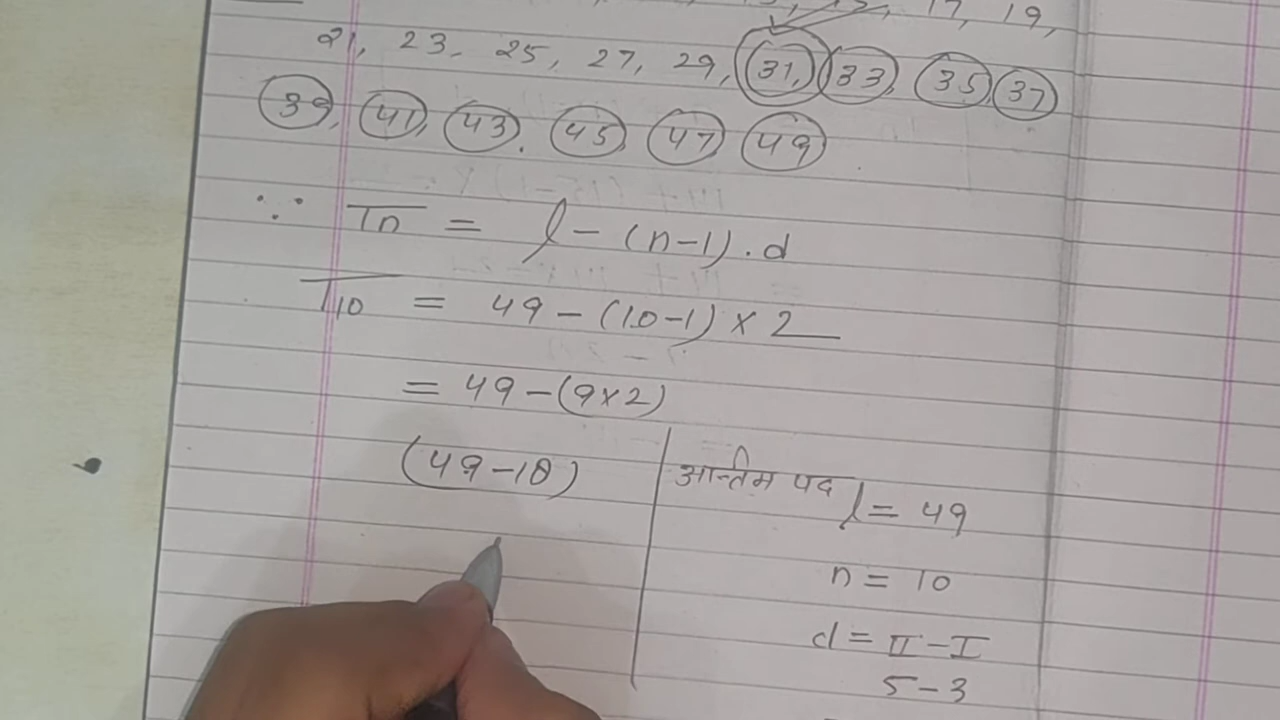 17, 19,
21, 23, 25, 27, 29, 31, 33, 35, 37
39, 41, 43. 45 47 49
∵ Tn = l - (n-1).d
T10 = 49 - (10-1) × 2
= 49 - (9×2)
(49-18)
अन्तिम पद l = 49
n = 10
d = II - I
5 - 3